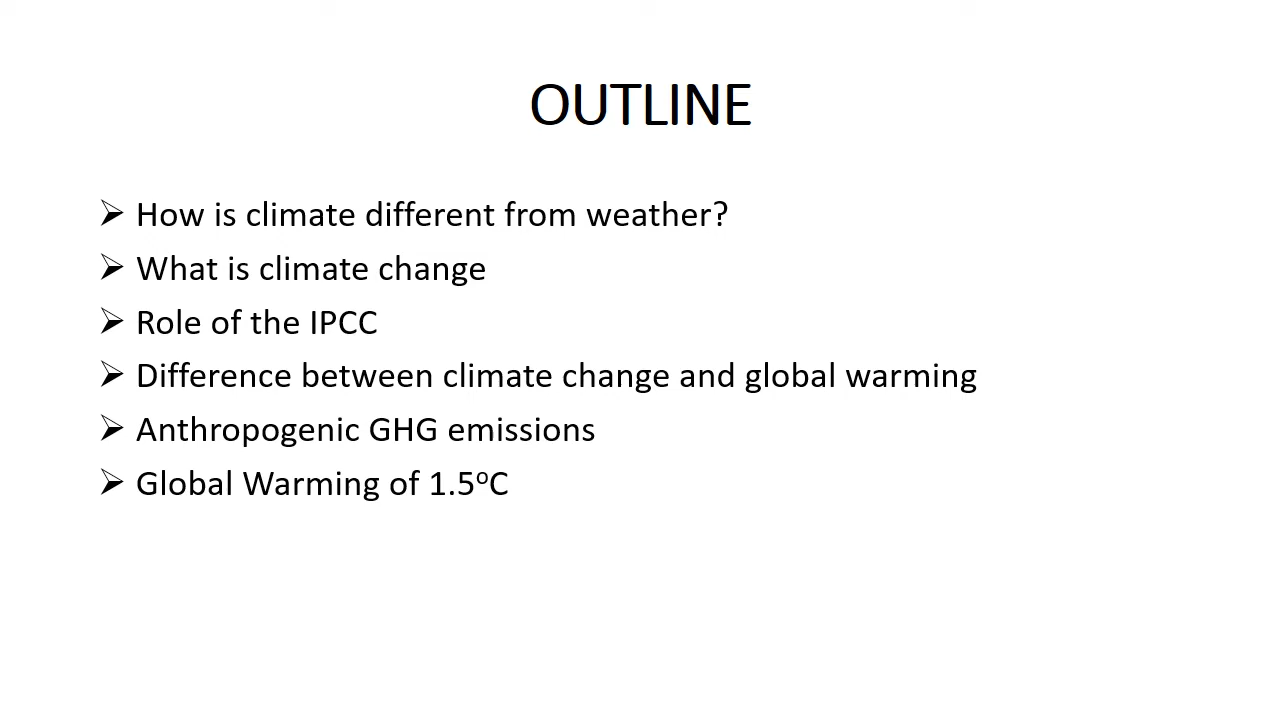 OUTLINE
➢ How is climate different from weather?
➢ What is climate change
➢ Role of the IPCC
➢ Difference between climate change and global warming
➢ Anthropogenic GHG emissions
➢ Global Warming of 1.5ºC